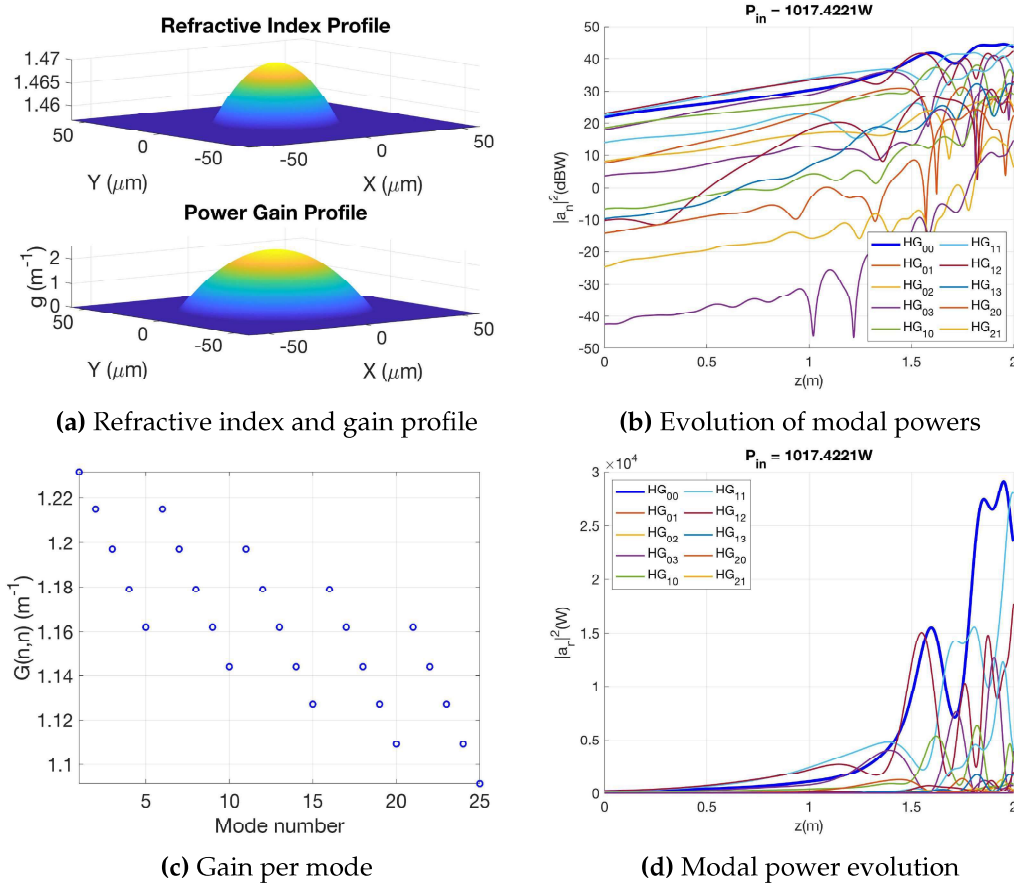 Refractive Index Profile
1.47
1.465
1.46
50
0
-50
-50
0
50
Y (μm)
X (μm)
Power Gain Profile
g (m⁻¹)
2
1
0
50
0
-50
-50
0
50
Y (μm)
X (μm)
(a) Refractive index and gain profile
P_in = 1017.4221W
|a_n|²(dBW)
50
40
30
20
10
0
-10
-20
-30
-40
-50
HG₀₀ HG₁₁
HG₀₁ HG₁₂
HG₀₂ HG₁₃
HG₀₃ HG₂₀
HG₁₀ HG₂₁
0 0.5 1 1.5 2
z(m)
(b) Evolution of modal powers
G(n,n) (m⁻¹)
1.22
1.2
1.18
1.16
1.14
1.12
1.1
5 10 15 20 25
Mode number
(c) Gain per mode
P_in = 1017.4221W
×10⁴
3
2.5
2
1.5
1
0.5
0
HG₀₀ HG₁₁
HG₀₁ HG₁₂
HG₀₂ HG₁₃
HG₀₃ HG₂₀
HG₁₀ HG₂₁
0 0.5 1 1.5 2
z(m)
(d) Modal power evolution